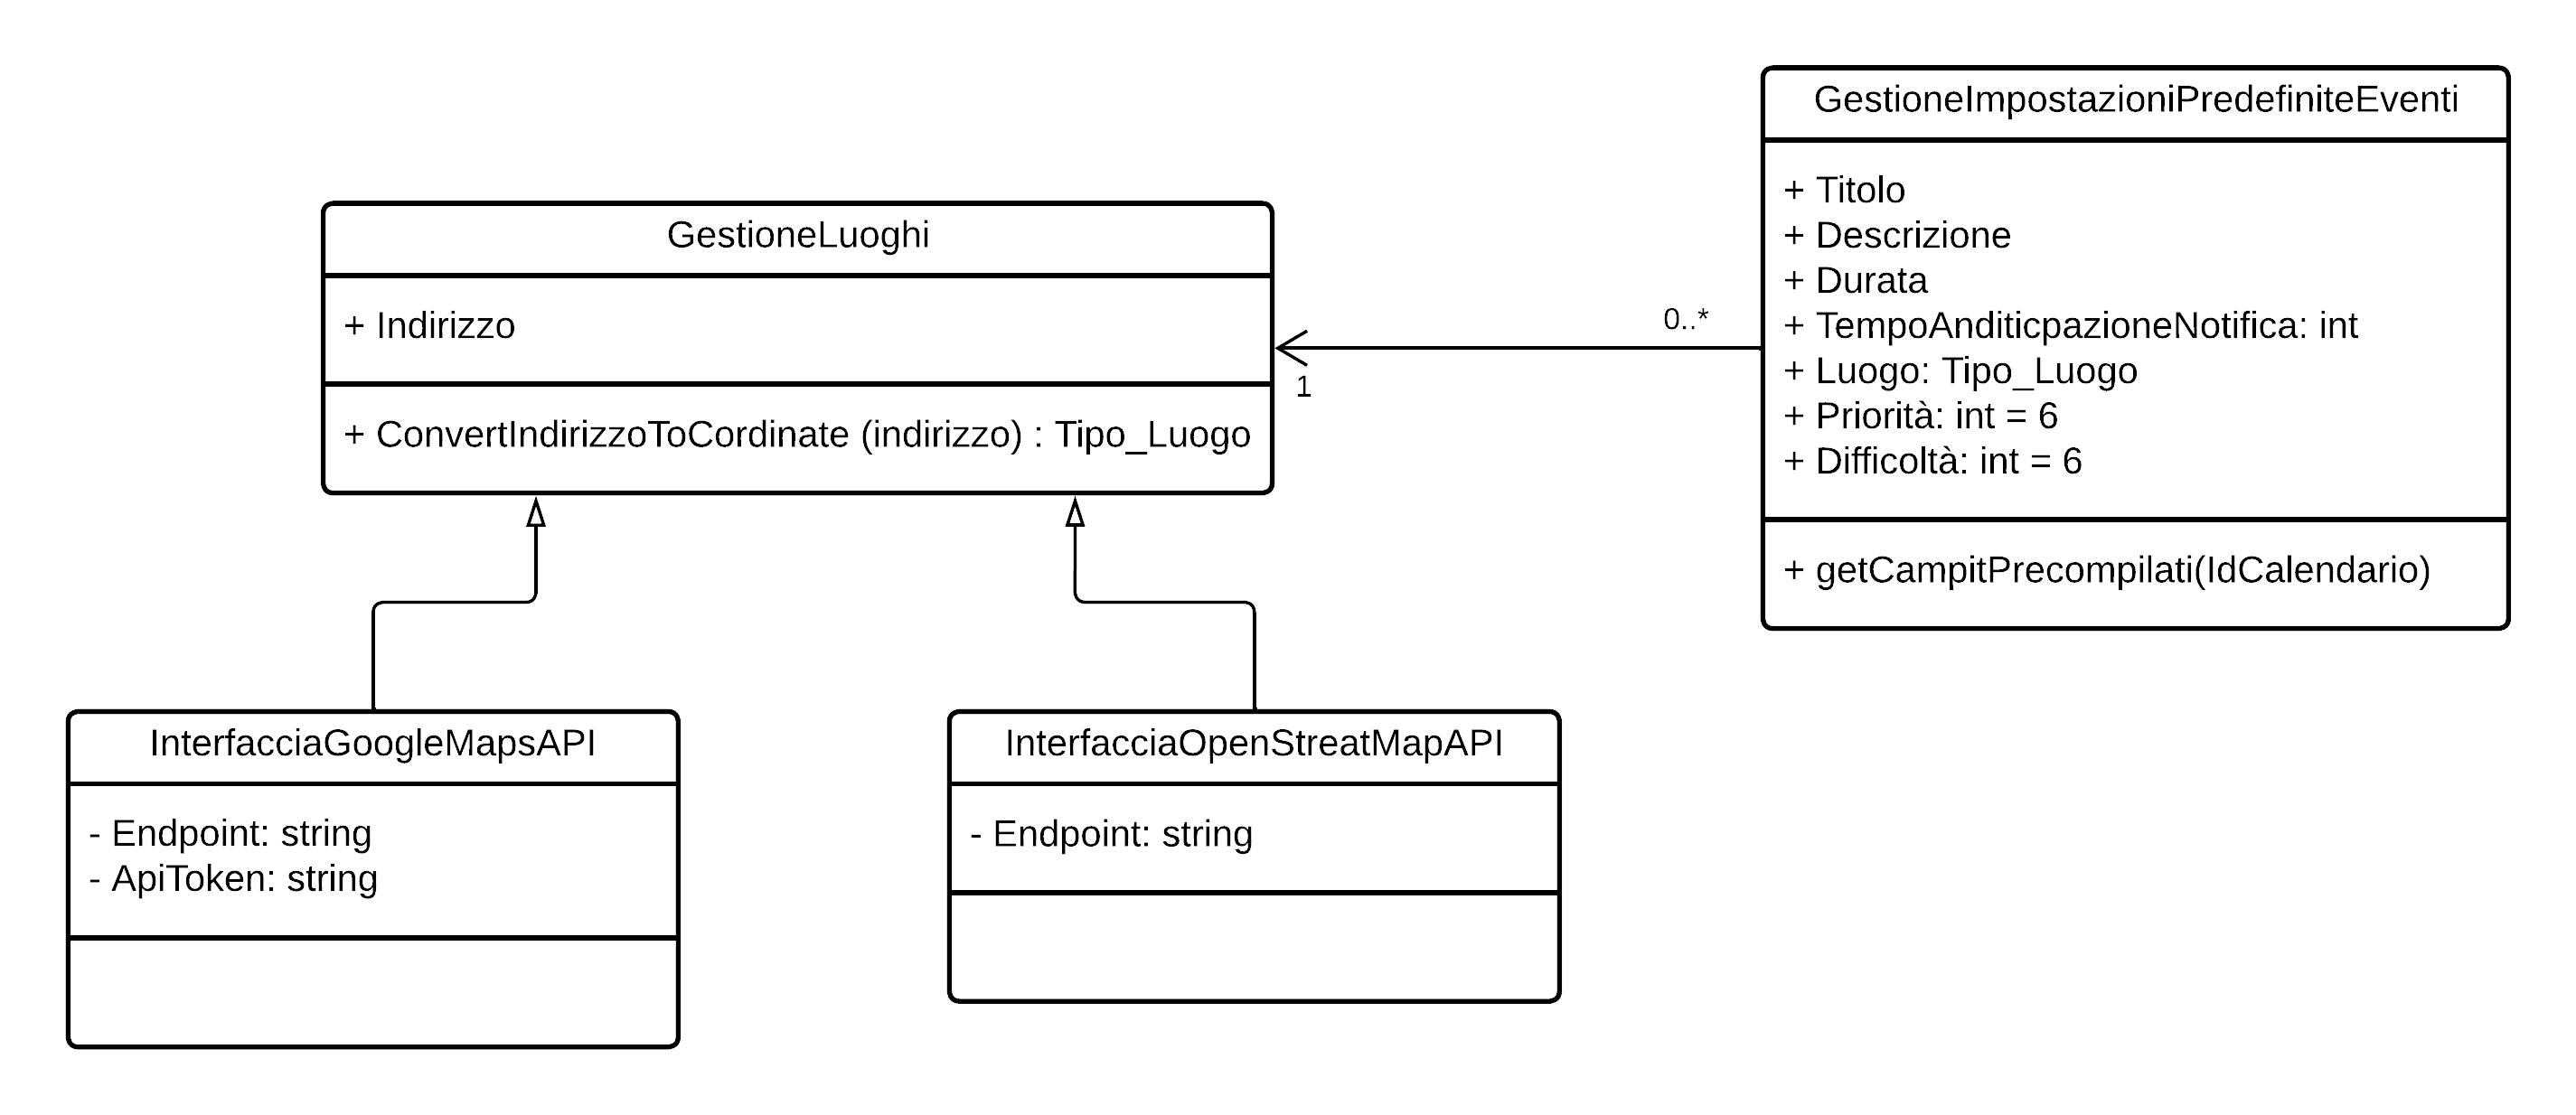 GestioneImpostazioniPredefiniteEventi
+ Titolo
+ Descrizione
+ Durata
+ TempoAnditicpazioneNotifica: int
+ Luogo: Tipo_Luogo
+ Priorità: int = 6
+ Difficoltà: int = 6
+ getCampitPrecompilati(IdCalendario)
GestioneLuoghi
+ Indirizzo
+ ConvertIndirizzoToCordinate (indirizzo) : Tipo_Luogo
0..*
1
InterfacciaGoogleMapsAPI
- Endpoint: string
- ApiToken: string
InterfacciaOpenStreatMapAPI
- Endpoint: string